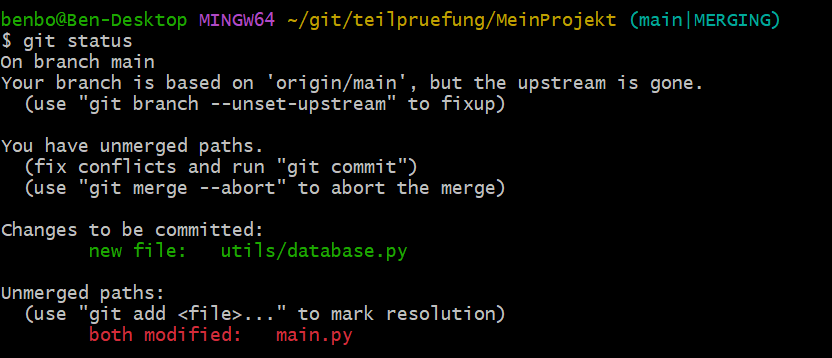 benbo@Ben-Desktop MINGW64 ~/git/teilpruefung/MeinProjekt (main|MERGING)
$ git status
On branch main
Your branch is based on 'origin/main', but the upstream is gone.
  (use "git branch --unset-upstream" to fixup)

You have unmerged paths.
  (fix conflicts and run "git commit")
  (use "git merge --abort" to abort the merge)

Changes to be committed:
        new file:   utils/database.py

Unmerged paths:
  (use "git add <file>..." to mark resolution)
        both modified:   main.py